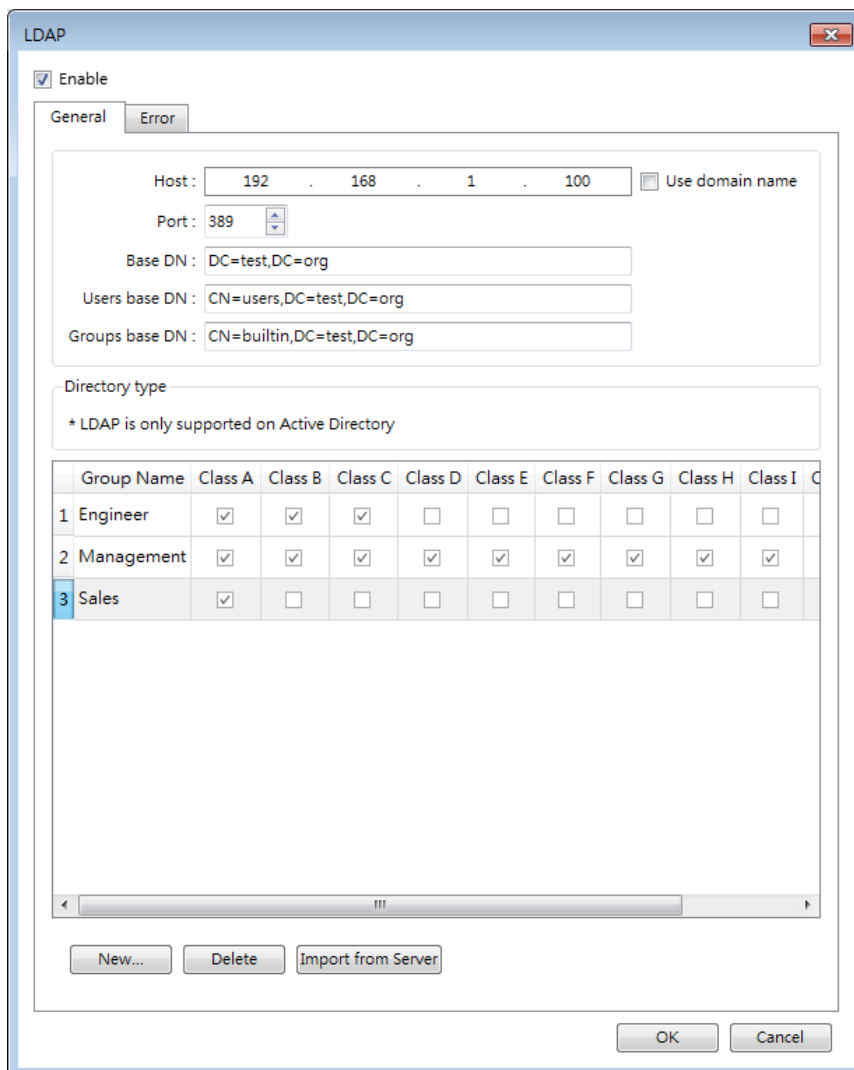 LDAP
Enable
General Error
Host : 192 . 168 . 1 . 100 Use domain name
Port : 389
Base DN : DC=test,DC=org
Users base DN : CN=users,DC=test,DC=org
Groups base DN : CN=builtin,DC=test,DC=org
Directory type
* LDAP is only supported on Active Directory
Group Name Class A Class B Class C Class D Class E Class F Class G Class H Class I C
1 Engineer
2 Management
3 Sales
New... Delete Import from Server
OK Cancel